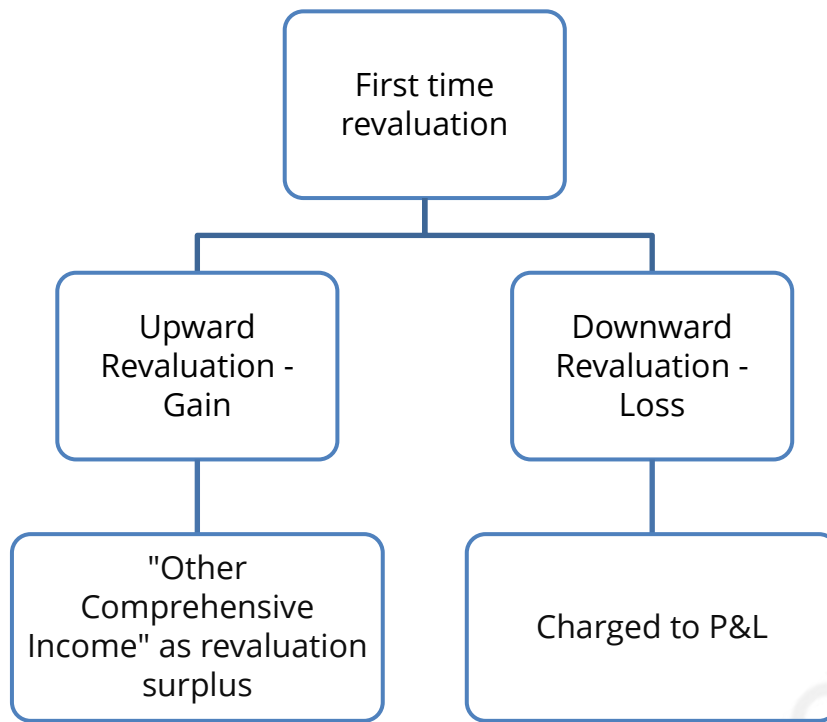 First time
revaluation
Upward
Revaluation -
Gain
Downward
Revaluation -
Loss
"Other
Comprehensive
Income" as revaluation
surplus
Charged to P&L